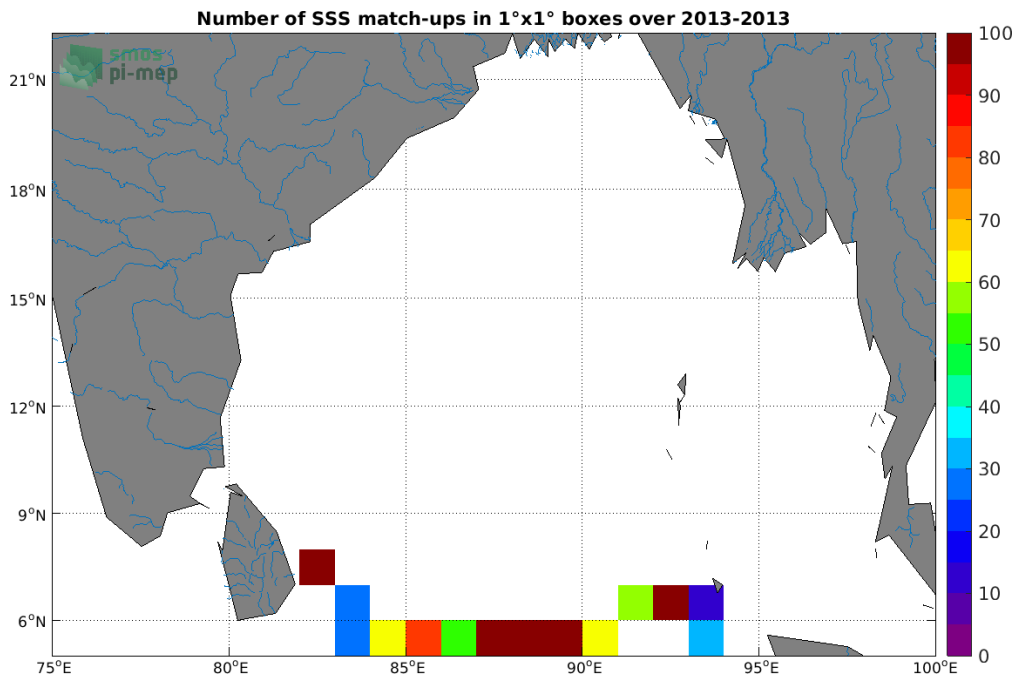 Number of SSS match-ups in 1°x1° boxes over 2013-2013
smos
pi-mep
21°N
18°N
15°N
12°N
9°N
6°N
75°E
80°E
85°E
90°E
95°E
100°E
100
90
80
70
60
50
40
30
20
10
0